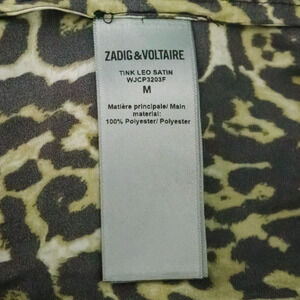 ZADIG & VOLTAIRE
TINK LEO SATIN
WJCP3203F
M
Matière principale/ Main
material:
100% Polyester/ Polyester